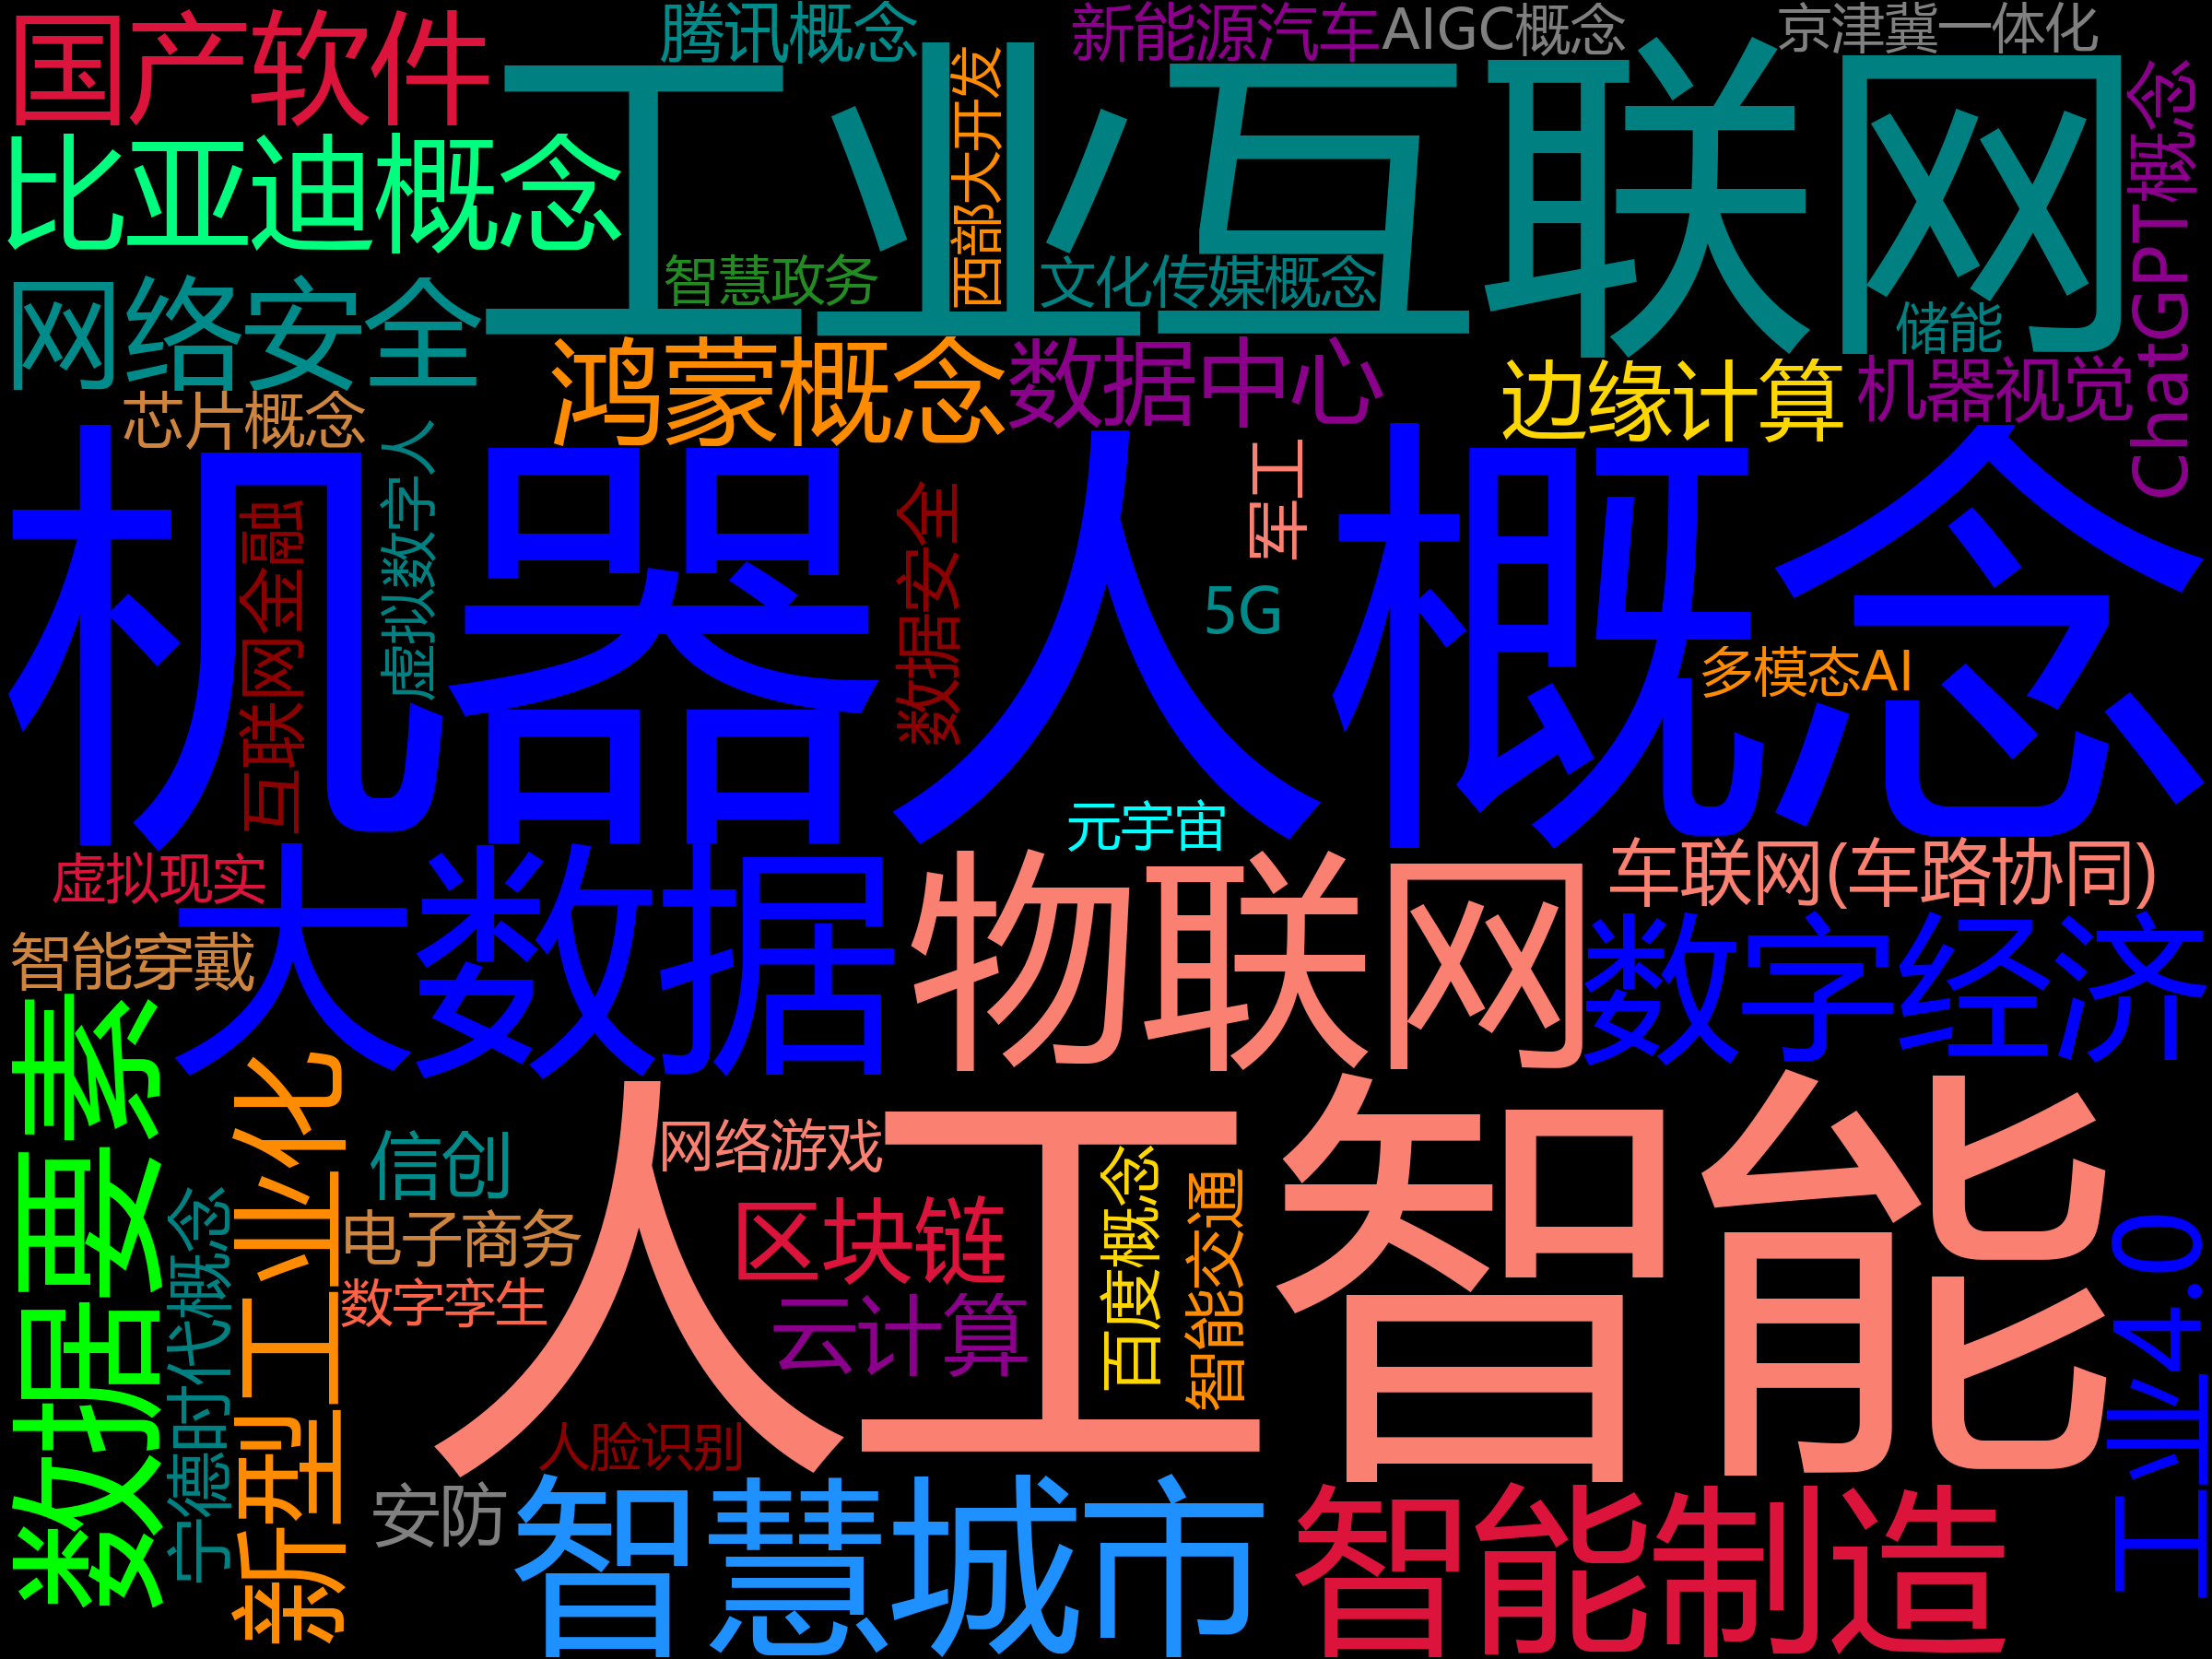 国产软件
腾讯概念
新能源汽车
AIGC概念
京津翼一体化
工业互联网
西部大开发
ChatGPT概念
比亚迪概念
智慧政务
文化传媒概念
网络安全
储能
鸿蒙概念
数据中心
边缘计算
机器视觉
芯片概念
机器人概念
虚拟数字人
互联网金融
数据安全
军工
5G
多模态AI
元宇宙
虚拟现实
大数据
物联网
车联网(车路协同)
数字经济
智能穿戴
数据要素
新型工业化
宁德时代概念
信创
网络游戏
人工智能
电子商务
区块链
百度概念
智能交通
工业4.0
数字孪生
云计算
人脸识别
安防
智慧城市
智能制造